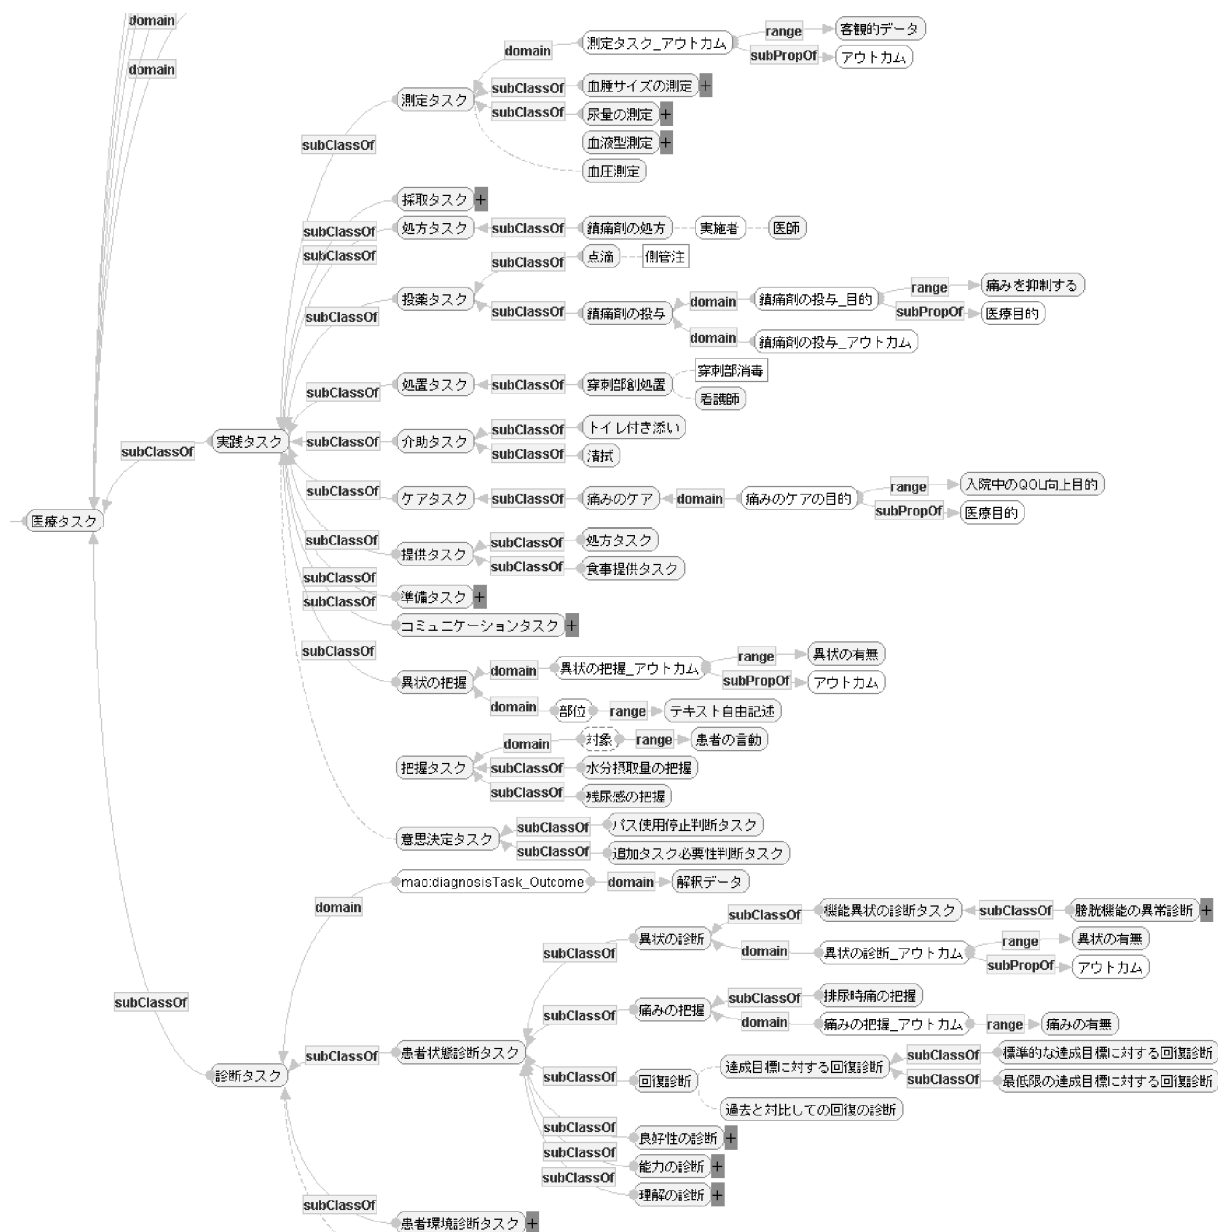 domain
domain
domain
測定タスク_アウトカム
range
客観的データ
subPropOf
アウトカム
測定タスク
subClassOf
血腫サイズの測定
+
subClassOf
尿量の測定
+
血液型測定
+
血圧測定
subClassOf
採取タスク
+
subClassOf
処方タスク
subClassOf
鎮痛剤の処方
実施者
医師
subClassOf
subClassOf
点滴
側管注
subClassOf
投薬タスク
subClassOf
鎮痛剤の投与
domain
鎮痛剤の投与_目的
range
痛みを抑制する
subPropOf
医療目的
domain
鎮痛剤の投与_アウトカム
subClassOf
処置タスク
subClassOf
穿刺部創処置
穿刺部消毒
看護師
subClassOf
実践タスク
subClassOf
介助タスク
subClassOf
トイレ付き添い
subClassOf
清拭
subClassOf
ケアタスク
subClassOf
痛みのケア
domain
痛みのケアの目的
range
入院中のQOL向上目的
subPropOf
医療目的
医療タスク
subClassOf
提供タスク
subClassOf
処方タスク
subClassOf
食事提供タスク
subClassOf
準備タスク
+
subClassOf
コミュニケーションタスク
+
subClassOf
異状の把握
domain
異状の把握_アウトカム
range
異状の有無
subPropOf
アウトカム
domain
部位
range
テキスト自由記述
把握タスク
domain
対象
range
患者の言動
subClassOf
水分摂取量の把握
subClassOf
残尿感の把握
意思決定タスク
subClassOf
パス使用停止判断タスク
subClassOf
追加タスク必要性判断タスク
domain
mao:diagnosisTask_Outcome
domain
解釈データ
subClassOf
診断タスク
subClassOf
患者状態診断タスク
subClassOf
異状の診断
subClassOf
機能異状の診断タスク
subClassOf
膀胱機能の異常診断
+
domain
異状の診断_アウトカム
range
異状の有無
subPropOf
アウトカム
subClassOf
痛みの把握
subClassOf
排尿時痛の把握
domain
痛みの把握_アウトカム
range
痛みの有無
subClassOf
回復診断
達成目標に対する回復診断
subClassOf
標準的な達成目標に対する回復診断
subClassOf
最低限の達成目標に対する回復診断
過去と対比しての回復の診断
subClassOf
良好性の診断
+
subClassOf
能力の診断
+
subClassOf
理解の診断
+
subClassOf
患者環境診断タスク
+